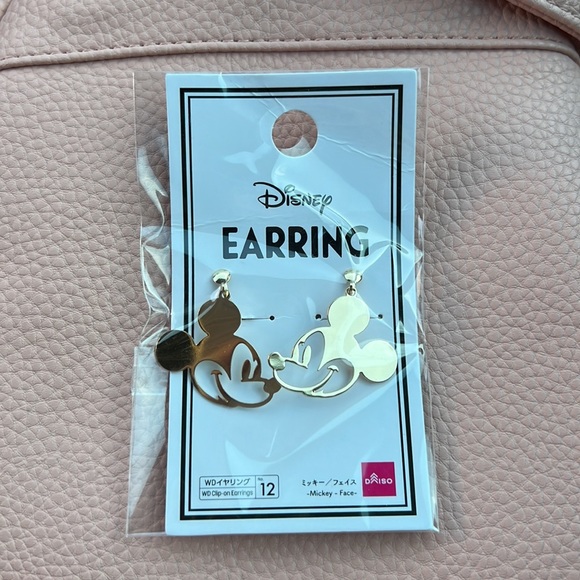 Disney
EARRING
WDイヤリング
WD Clip-on Earrings
No.
12
ミッキー／フェイス
-Mickey - Face-
DAISO